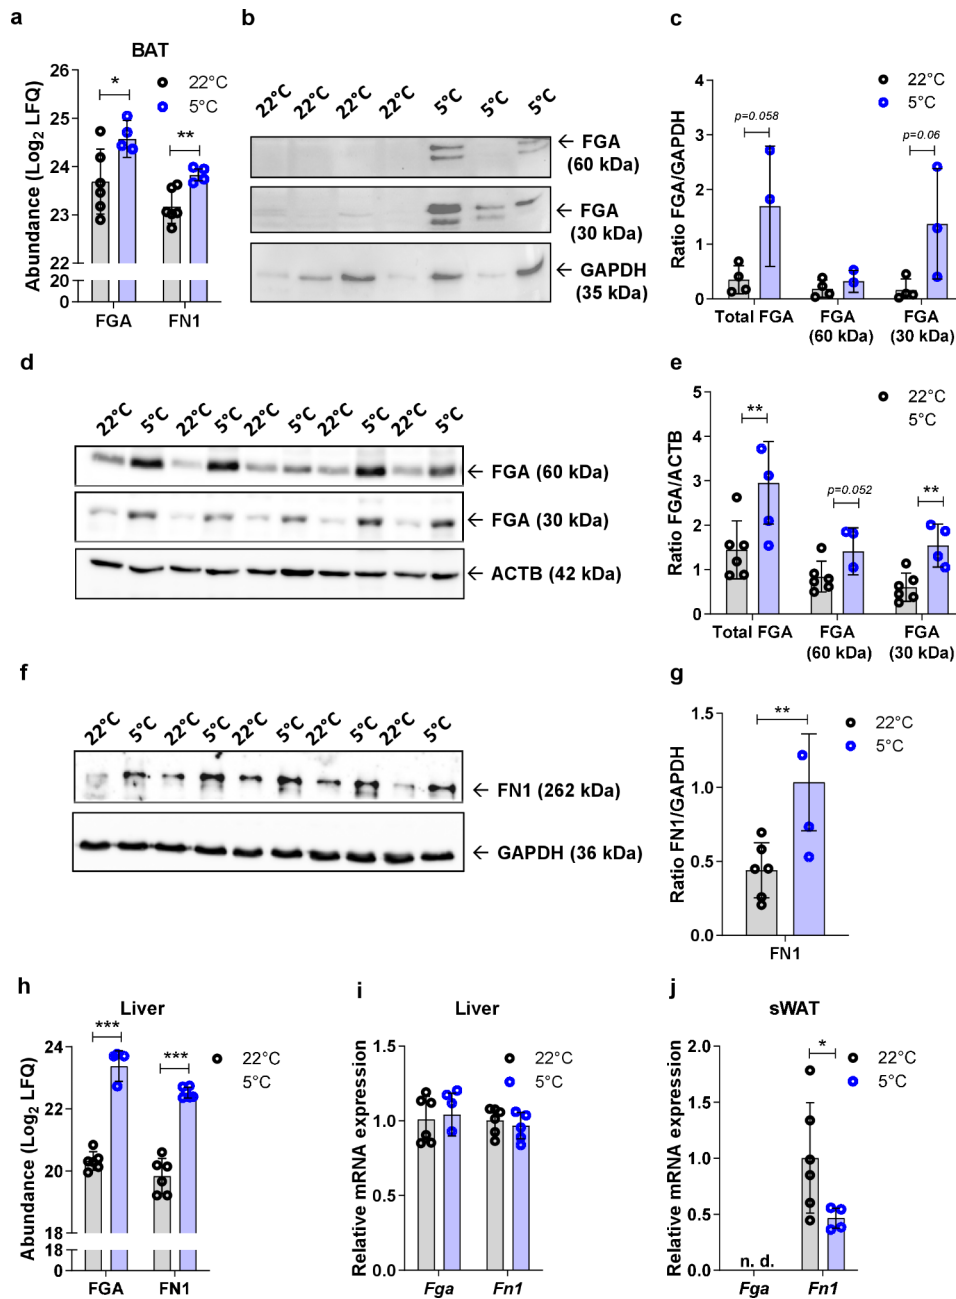 a
BAT
Abundance (Log2 LFQ)
26
25
24
23
22
20
0
*
**
22°C
5°C
FGA
FN1
b
22°C
22°C
22°C
22°C
5°C
5°C
5°C
← FGA
(60 kDa)
← FGA
(30 kDa)
← GAPDH
(35 kDa)
c
Ratio FGA/GAPDH
4
3
2
1
0
22°C
5°C
p=0.058
p=0.06
Total FGA
FGA
(60 kDa)
FGA
(30 kDa)
d
22°C
5°C
22°C
5°C
22°C
5°C
22°C
5°C
22°C
5°C
← FGA (60 kDa)
← FGA (30 kDa)
← ACTB (42 kDa)
e
Ratio FGA/ACTB
5
4
3
2
1
0
22°C
5°C
**
p=0.052
**
Total FGA
FGA
(60 kDa)
FGA
(30 kDa)
f
22°C
5°C
22°C
5°C
22°C
5°C
22°C
5°C
22°C
5°C
← FN1 (262 kDa)
← GAPDH (36 kDa)
g
Ratio FN1/GAPDH
1.5
1.0
0.5
0.0
**
22°C
5°C
FN1
h
Liver
Abundance (Log2 LFQ)
24
22
20
18
18
0
***
***
22°C
5°C
FGA
FN1
i
Liver
Relative mRNA expression
1.5
1.0
0.5
0.0
22°C
5°C
Fga
Fn1
j
sWAT
Relative mRNA expression
2.0
1.5
1.0
0.5
0.0
*
22°C
5°C
n. d.
Fga
Fn1